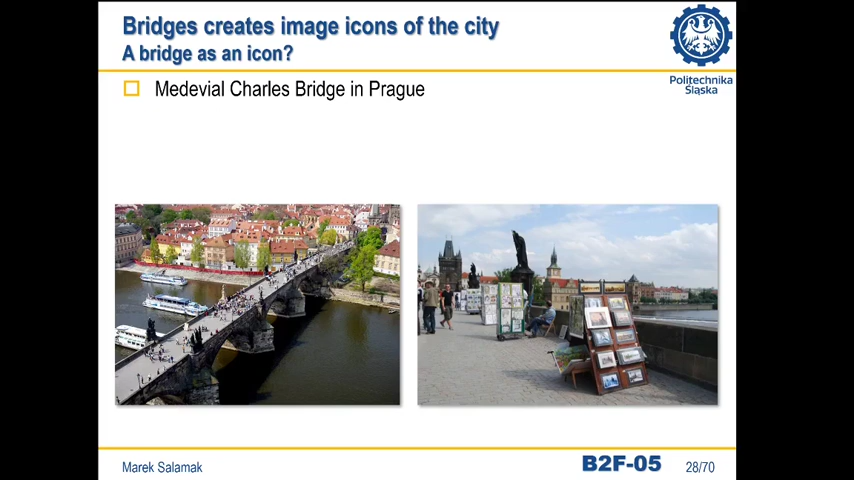 Bridges creates image icons of the city
A bridge as an icon?
Politechnika
Śląska
Medevial Charles Bridge in Prague
Marek Salamak
B2F-05
28/70